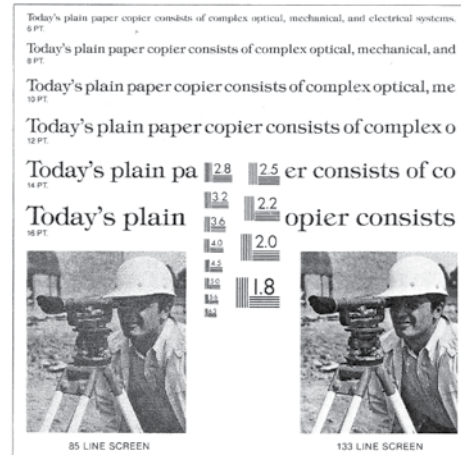 Today's plain paper copier consists of complex optical, mechanical, and electrical systems.
6 PT.
Today's plain paper copier consists of complex optical, mechanical, and
8 PT.
Today's plain paper copier consists of complex optical, me
10 PT.
Today's plain paper copier consists of complex o
12 PT.
Today's plain pa 2.8 2.5 er consists of co
14 PT.
3.2 2.2
Today's plain opier consists
16 PT.
3.6
4.0 2.0
4.5
5.0 1.8
5.6
6.3
85 LINE SCREEN 133 LINE SCREEN